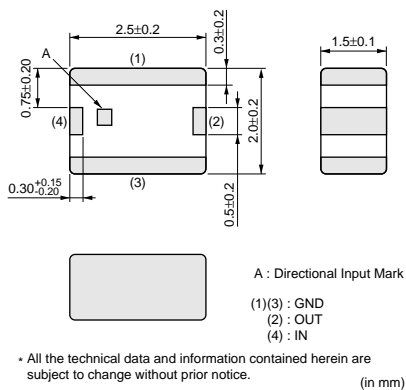 2.5±0.2
A
(1)
0.3±0.2
1.5±0.1
0.75±0.20
(4)
(2)
2.0±0.2
(3)
0.5±0.2
0.30+0.15
-0.20
A : Directional Input Mark
(1)(3) : GND
(2) : OUT
(4) : IN
* All the technical data and information contained herein are
subject to change without prior notice.
(in mm)